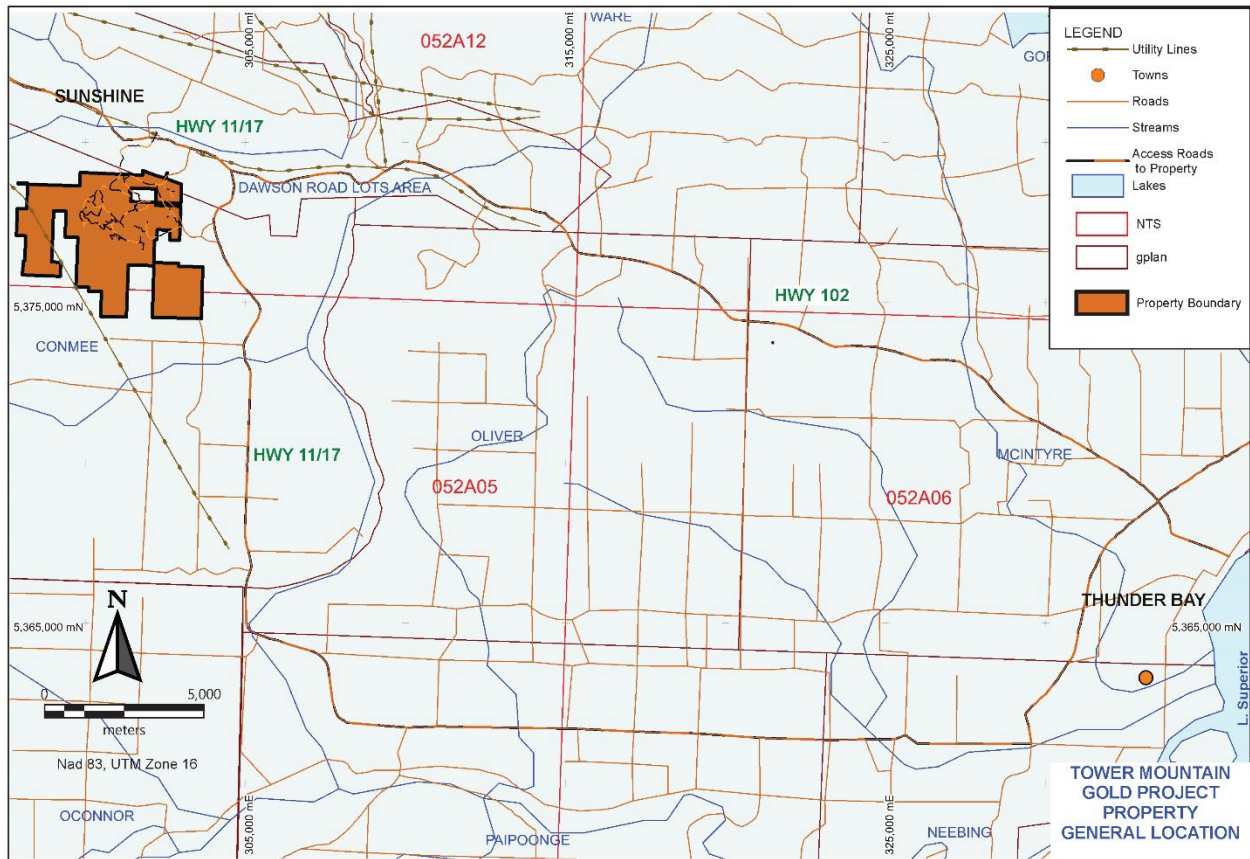 WARE
052A12
305,000 mE
315,000 mE
325,000 mE
GOR
LEGEND
Utility Lines
Towns
Roads
Streams
Access Roads
to Property
Lakes
NTS
gplan
Property Boundary
SUNSHINE
HWY 11/17
DAWSON ROAD LOTS AREA
5,375,000 mN
HWY 102
CONMEE
OLIVER
HWY 11/17
MCINTYRE
052A05
052A06
THUNDER BAY
5,365,000 mN
5,365,000 mN
L. Superior
N
0 5,000
meters
Nad 83, UTM Zone 16
OCONNOR
305,000 mE
PAIPOONGE
325,000 mE
NEEBING
TOWER MOUNTAIN
GOLD PROJECT
PROPERTY
GENERAL LOCATION